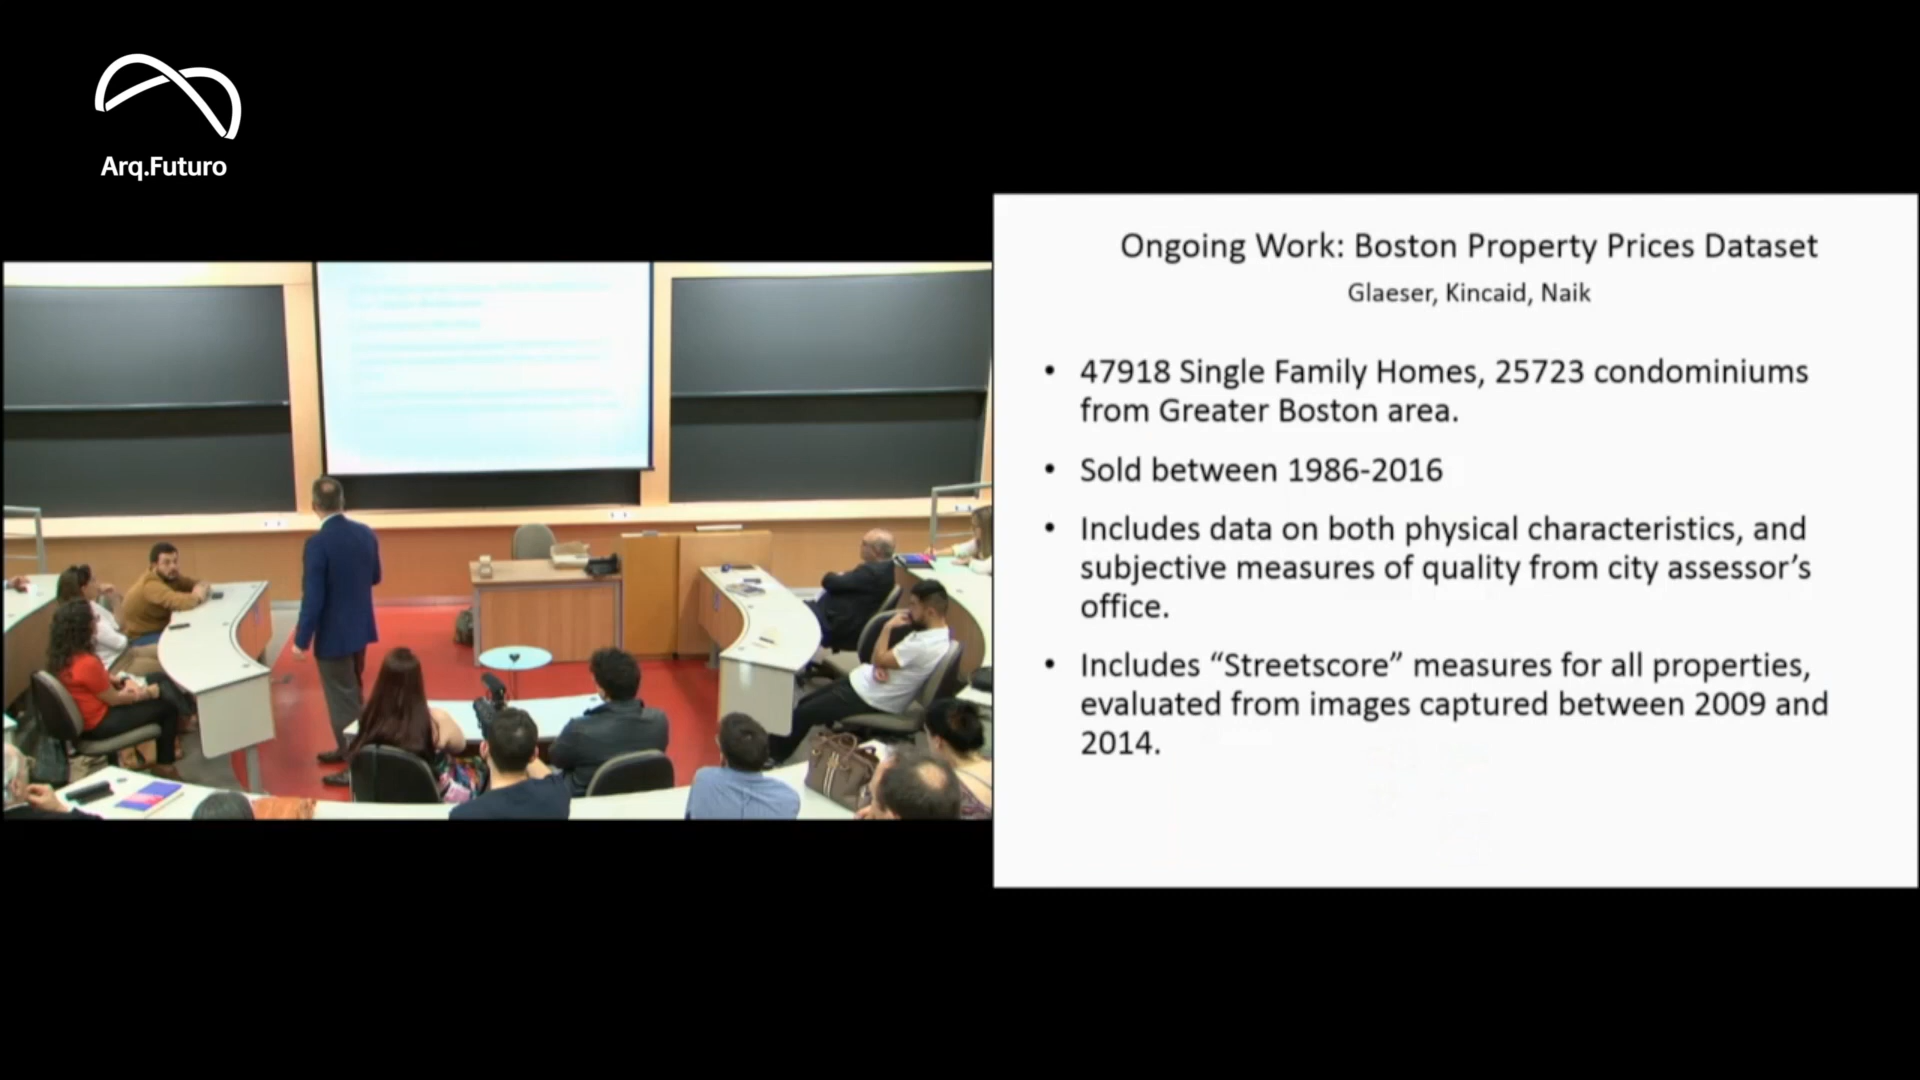 Arq.Futuro
Ongoing Work: Boston Property Prices Dataset
Glaeser, Kincaid, Naik
• 47918 Single Family Homes, 25723 condominiums
from Greater Boston area.
• Sold between 1986-2016
• Includes data on both physical characteristics, and
subjective measures of quality from city assessor’s
office.
• Includes “Streetscore” measures for all properties,
evaluated from images captured between 2009 and
2014.